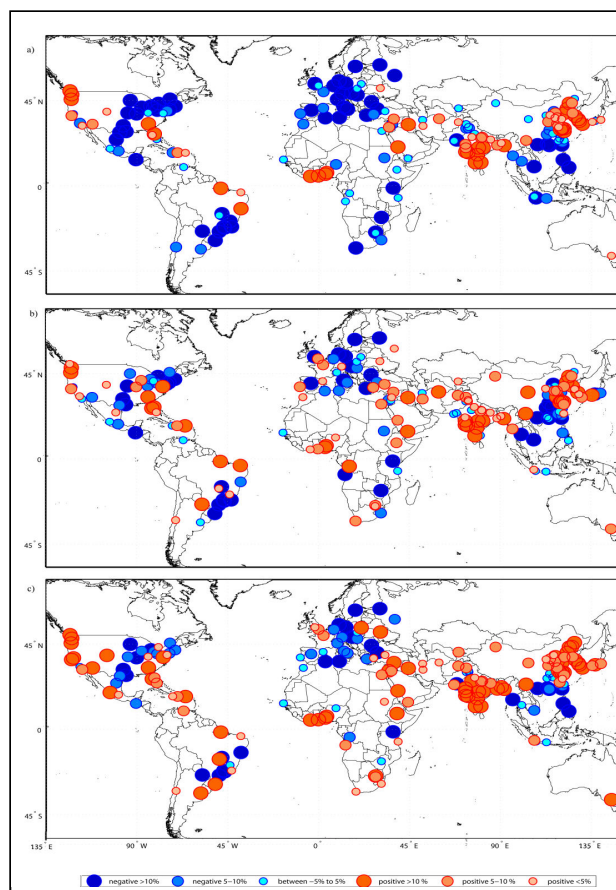 a)
45°N
0
45°S
b)
45°N
0
45°S
c)
45°N
0
45°S
135°E 90°W 45°W 0°E 45°E 90°E 135°E
negative >10% negative 5–10% between −5% to 5% positive >10 % positive 5–10 % positive <5%